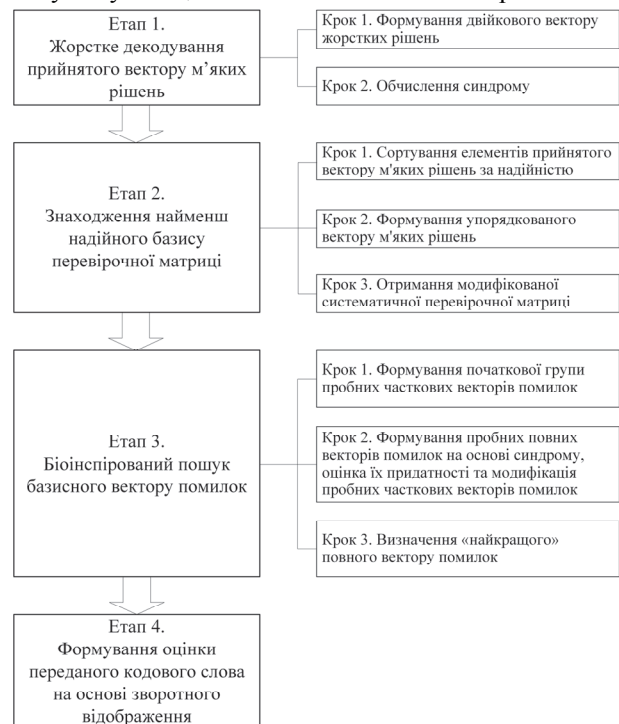 Етап 1.
Жорстке декодування
прийнятого вектору м’яких
рішень
Крок 1. Формування двійкового вектору
жорстких рішень
Крок 2. Обчислення синдрому
Етап 2.
Знаходження найменш
надійного базису
перевірочної матриці
Крок 1. Сортування елементів прийнятого
вектору м'яких рішень за надійністю
Крок 2. Формування упорядкованого
вектору м'яких рішень
Крок 3. Отримання модифікованої
систематичної перевірочної матриці
Етап 3.
Біоінспірований пошук
базисного вектору помилок
Крок 1. Формування початкової групи
пробних часткових векторів помилок
Крок 2. Формування пробних повних
векторів помилок на основі синдрому,
оцінка їх придатності та модифікація
пробних часткових векторів помилок
Крок 3. Визначення «найкращого»
повного вектору помилок
Етап 4.
Формування оцінки
переданого кодового слова
на основі зворотного
відображення